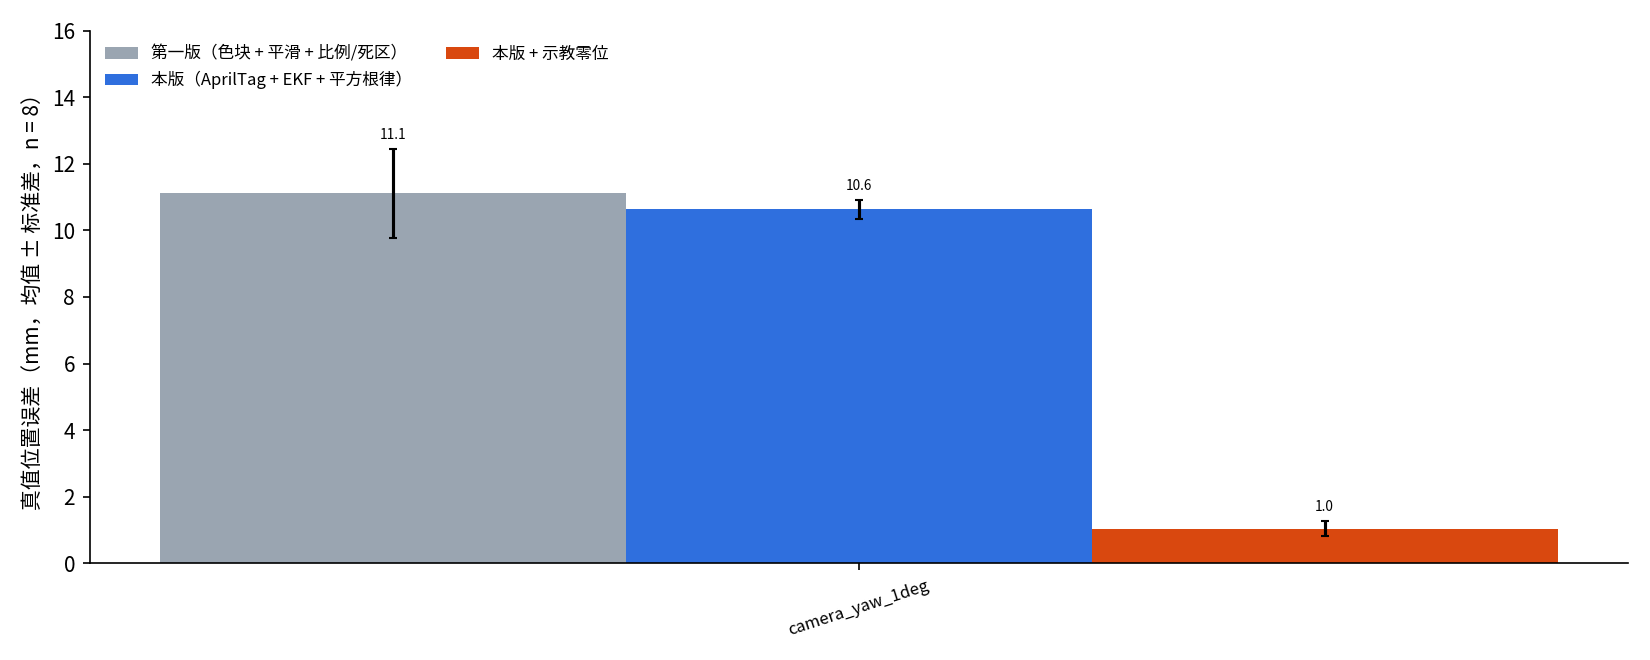 第一版（色块 + 平滑 + 比例/死区）
本版（AprilTag + EKF + 平方根律）
本版 + 示教零位
真值位置误差（mm，均值 ± 标准差，n = 8）
16
14
12
10
8
6
4
2
0
11.1
10.6
1.0
camera_yaw_1deg